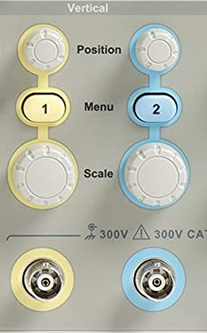 Vertical
Position
1 Menu 2
Scale
300V 300V CAT